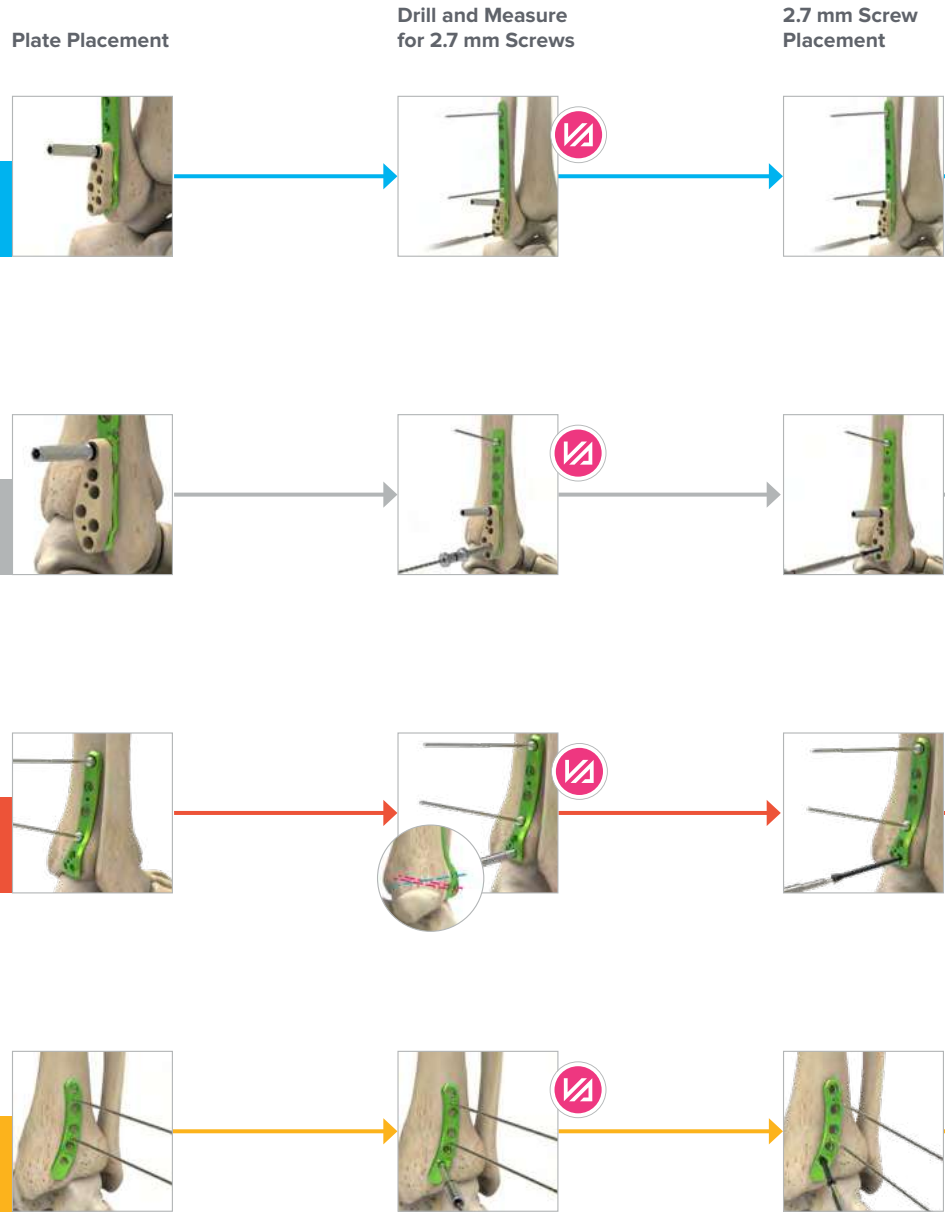 Plate Placement
Drill and Measure
for 2.7 mm Screws
2.7 mm Screw
Placement